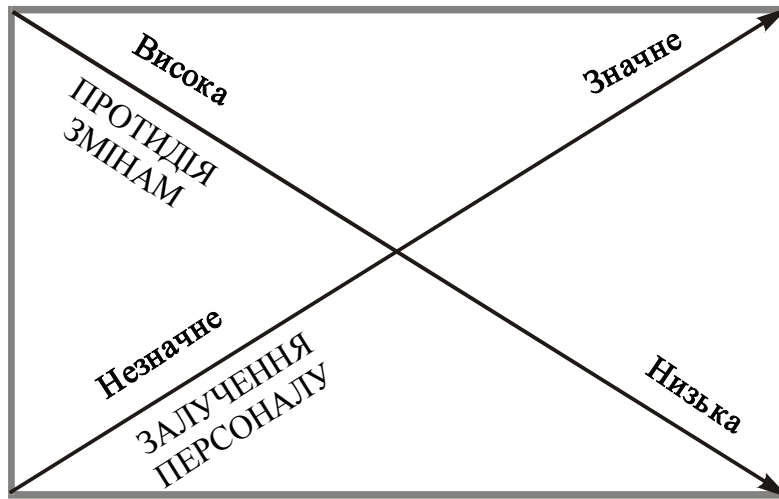 Висока
ПРОТИДІЯ
ЗМІНАМ
Значне
Незначне
ЗАЛУЧЕННЯ
ПЕРСОНАЛУ
Низька